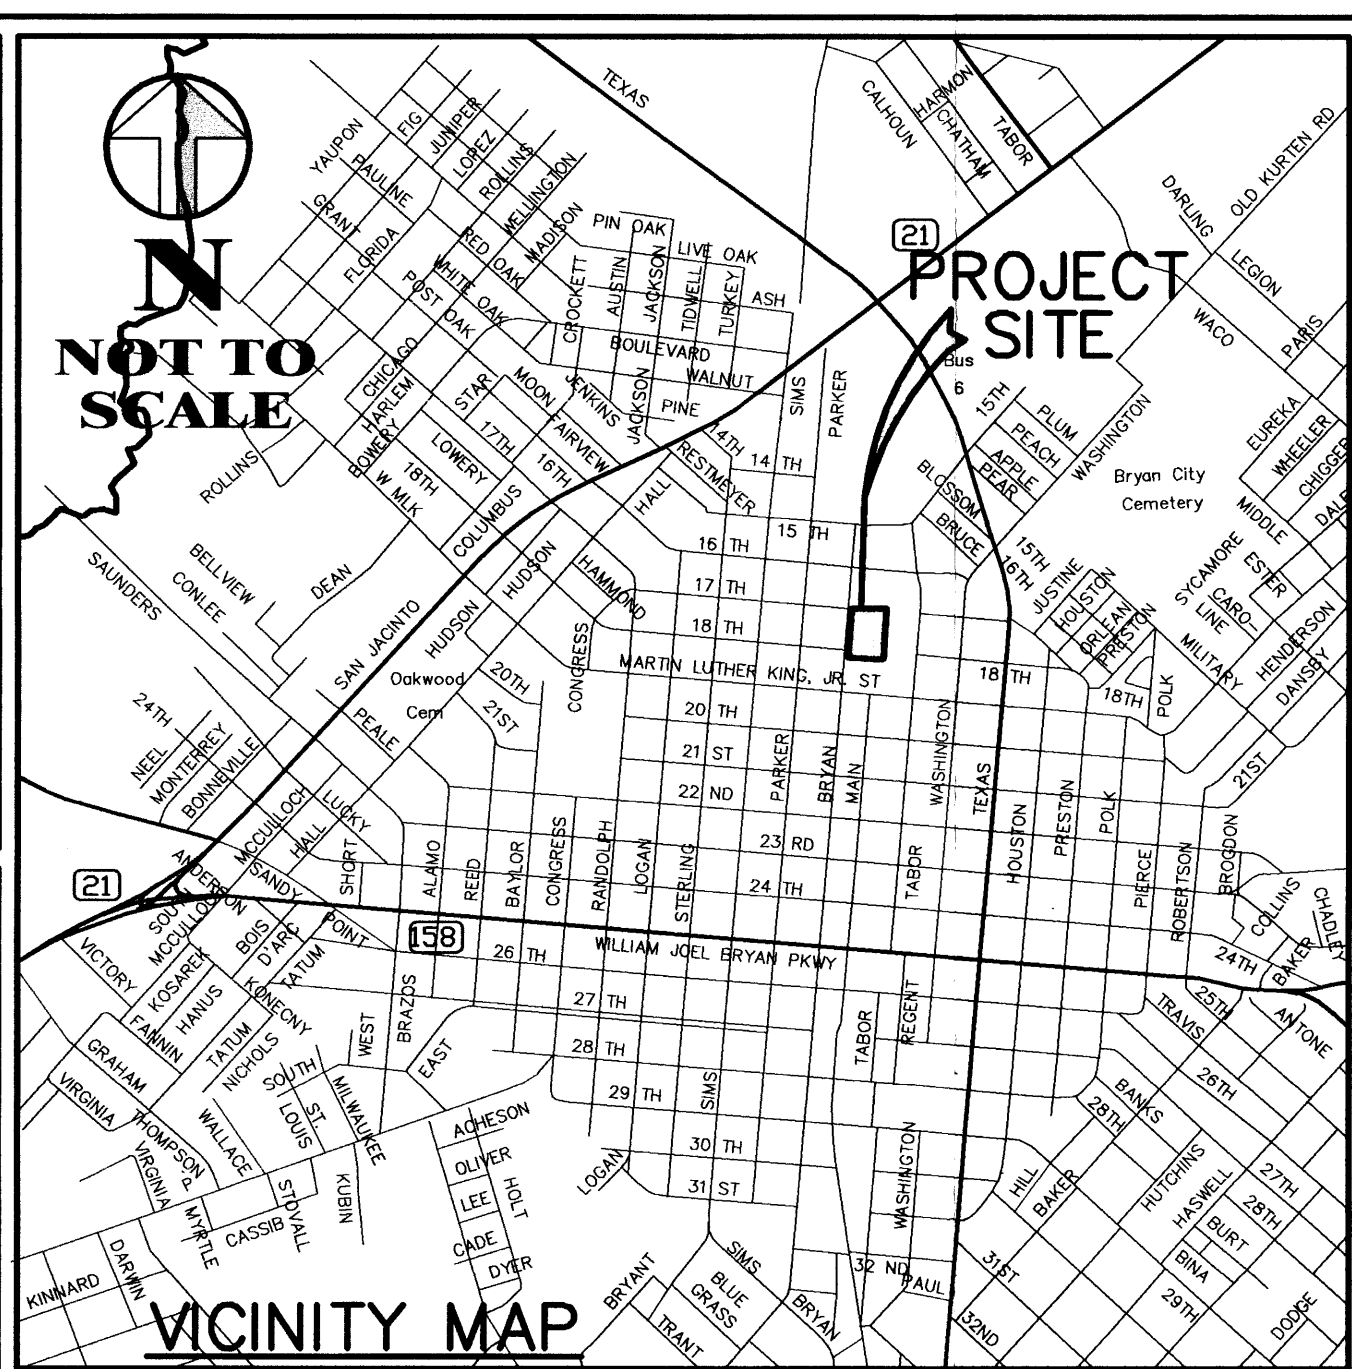 TEXAS
CALHOUN
HARMON
CHATHAM
TABOR
OLD KURTEN RD
DARLING
LEGION
PARIS
WACO
YAUPON
FIG
JUNIPER
LOPEZ
ROLLINS
WELLINGTON
MADISON
PAULINE
GRANT
FLORIDA
RED OAK
WHITE OAK
POST OAK
PIN OAK
LIVE OAK
CROCKETT
AUSTIN
JACKSON
TIDWELL
TURKEY
ASH
BOULEVARD
WALNUT
PINE
21
PROJECT
SITE
Bus
6
N
NOT TO
SCALE
CHICAGO
HARLEM
BOWERY
STAR
MOON
JENKINS
FAIRVIEW
JACKSON
SIMS
PARKER
17TH
16TH
LOWERY
18TH
W MLK
COLUMBUS
ROLLINS
14TH
14 TH
RESTMEYER
HALL
15TH
PLUM
PEACH
APPLE
PEAR
WASHINGTON
BLOSSOM
BRUCE
Bryan City
Cemetery
EUREKA
WHEELER
CHIGGER
DALE
MIDDLE
ESTER
SYCAMORE
CARO-
LINE
HENDERSON
DANSBY
MILITARY
15TH
16TH
JUSTINE
HOUSTON
ORLEAN
PRESTON
SAUNDERS
BELLVIEW
CONLEE
DEAN
SAN JACINTO
HUDSON
HUDSON
HAMMOND
CONGRESS
15 TH
16 TH
17 TH
18 TH
MARTIN LUTHER KING, JR. ST
18 TH
18TH
POLK
Oakwood
Cem
20TH
21ST
PEALE
24TH
NEEL
MONTERREY
BONNEVILLE
20 TH
21 ST
22 ND
23 RD
24 TH
PARKER
BRYAN
MAIN
WASHINGTON
TEXAS
HOUSTON
PRESTON
POLK
PIERCE
ROBERTSON
BROGDON
21ST
MCCULLOCH
LUCKY
HALL
SANDY
POINT
SHORT
ALAMO
REED
BAYLOR
CONGRESS
RANDOLPH
LOGAN
STERLING
TABOR
COLLINS
CHADLEY
BAKER
24TH
21
ANDERSON
SOUTH
MCCULLOCH
BOIS
D'ARC
TATUM
VICTORY
KOSAREK
HANUS
FANNIN
KONECNY
TATUM
NICHOLS
158
WILLIAM JOEL BRYAN PKWY
26 TH
27 TH
28 TH
29 TH
30 TH
31 ST
WEST
BRAZOS
EAST
TABOR
REGENT
TRAVIS
25TH
ANTONE
26TH
BANKS
28TH
GRAHAM
VIRGINIA
THOMPSON
VIRGINIA
P.
MYRTLE
WALLACE
SOUTH
ST.
LOUIS
MILWAUKEE
STOVALL
KUBIN
CASSIB
ACHESON
OLIVER
LEE
CADE
DYER
HOLT
SIMS
LOGAN
WASHINGTON
HILL
BAKER
HUTCHINS
HASWELL
27TH
28TH
BURT
BINA
29TH
DODGE
KINNARD
DARWIN
BRYANT
TRANT
SIMS
BLUE
GRASS
BRYAN
32 ND
PAUL
31ST
32ND
VICINITY MAP